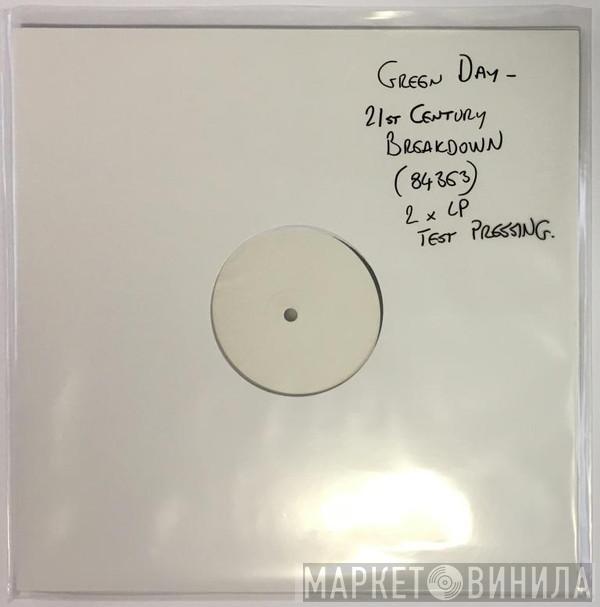 GREEN DAY -
21ST CENTURY
BREAKDOWN
(84363)
2 x LP
TEST PRESSING.
МАРКЕТ ВИНИЛА